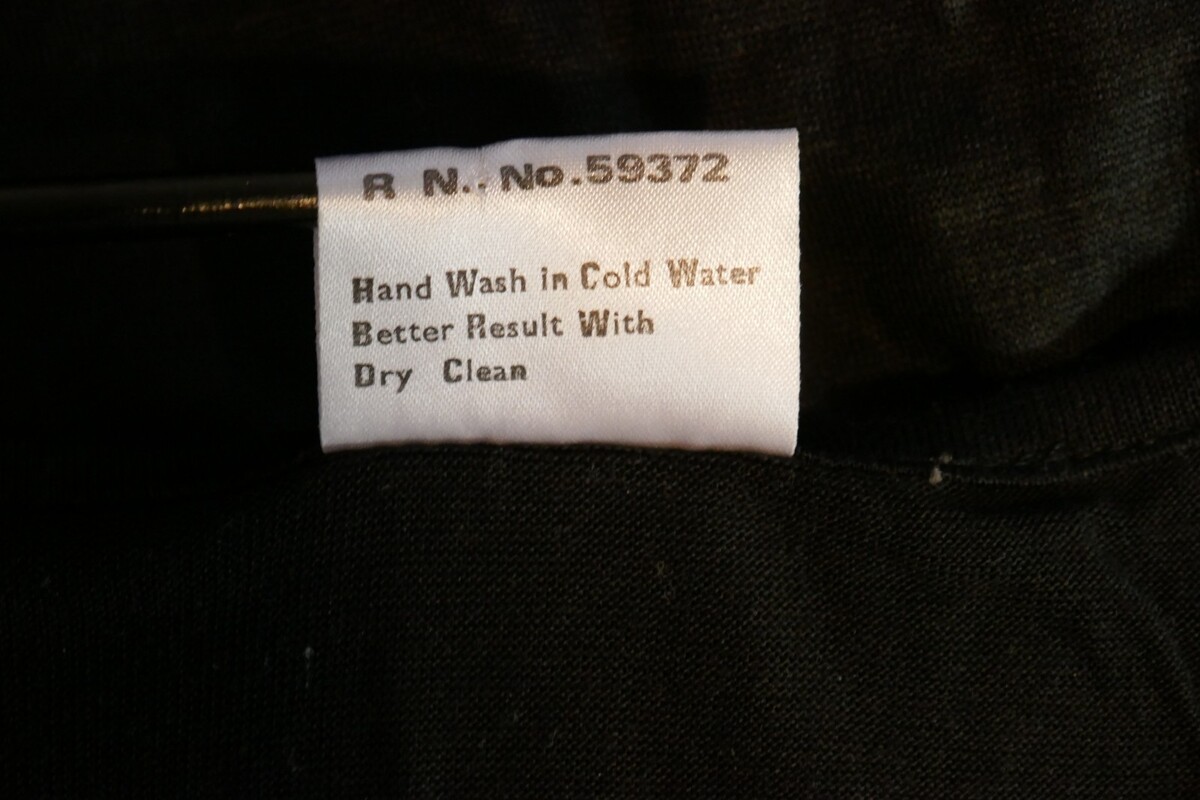 R N.. No.59372
Hand Wash in Cold Water
Better Result With
Dry Clean